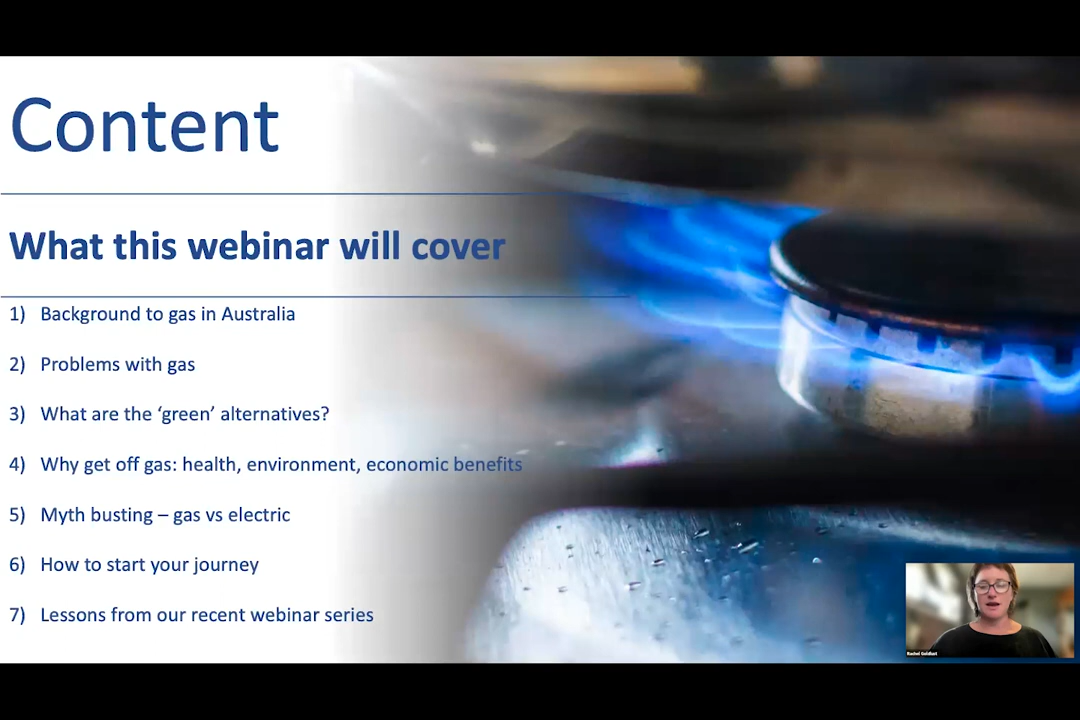 Content
What this webinar will cover
1) Background to gas in Australia
2) Problems with gas
3) What are the ‘green’ alternatives?
4) Why get off gas: health, environment, economic benefits
5) Myth busting – gas vs electric
6) How to start your journey
7) Lessons from our recent webinar series
Rachel Goldlust